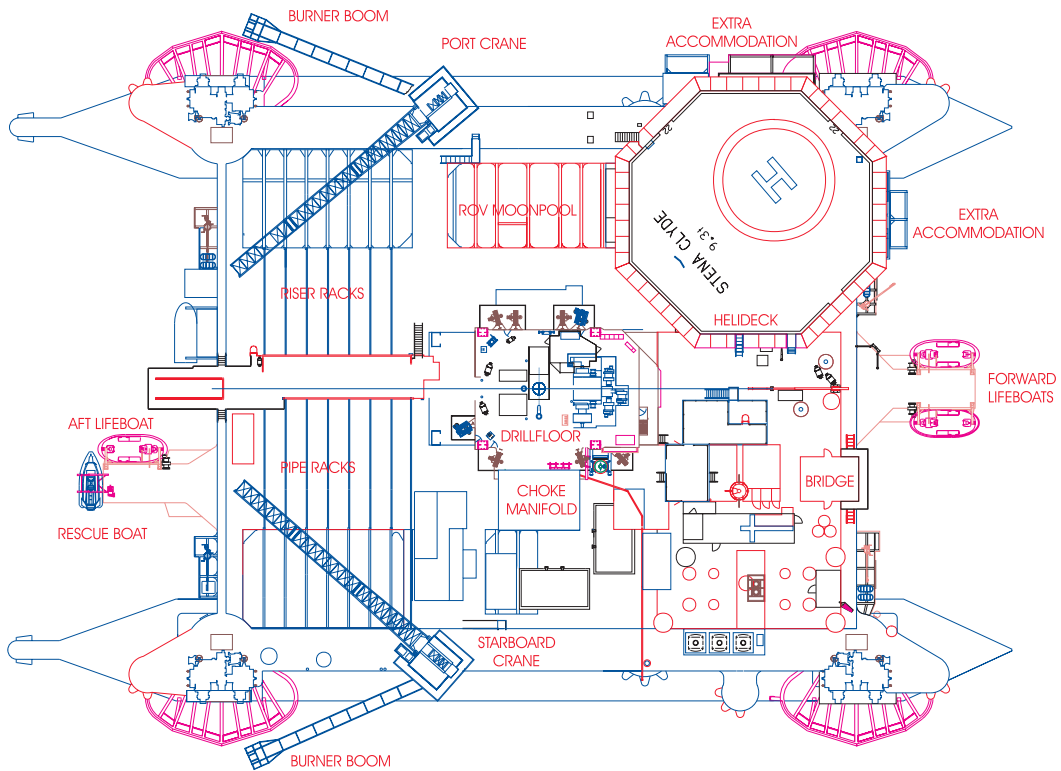 BURNER BOOM
PORT CRANE
EXTRA
ACCOMMODATION
ROV MOONPOOL
STENA CLYDE
EXTRA
ACCOMMODATION
H
RISER RACKS
HELIDECK
FORWARD
LIFEBOATS
AFT LIFEBOAT
DRILLFLOOR
PIPE RACKS
BRIDGE
CHOKE
MANIFOLD
RESCUE BOAT
STARBOARD
CRANE
BURNER BOOM